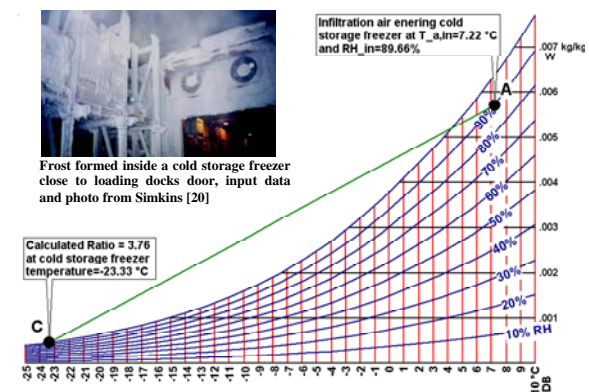 Infiltration air enering cold
storage freezer at T_a,in=7.22 °C
and RH_in=89.66%
.007 kg/kg
W
A
.006
90%
80%
.005
70%
Frost formed inside a cold storage freezer
close to loading docks door, input data
and photo from Simkins [20]
60%
.004
50%
.003
40%
Calculated Ratio = 3.76
at cold storage freezer
temperature=-23.33 °C
30%
.002
20%
.001
C
10% RH
-25 -24 -23 -22 -21 -20 -19 -18 -17 -16 -15 -14 -13 -12 -11 -10 -9 -8 -7 -6 -5 -4 -3 -2 -1 0 1 2 3 4 5 6 7 8 9 10 °C
DB